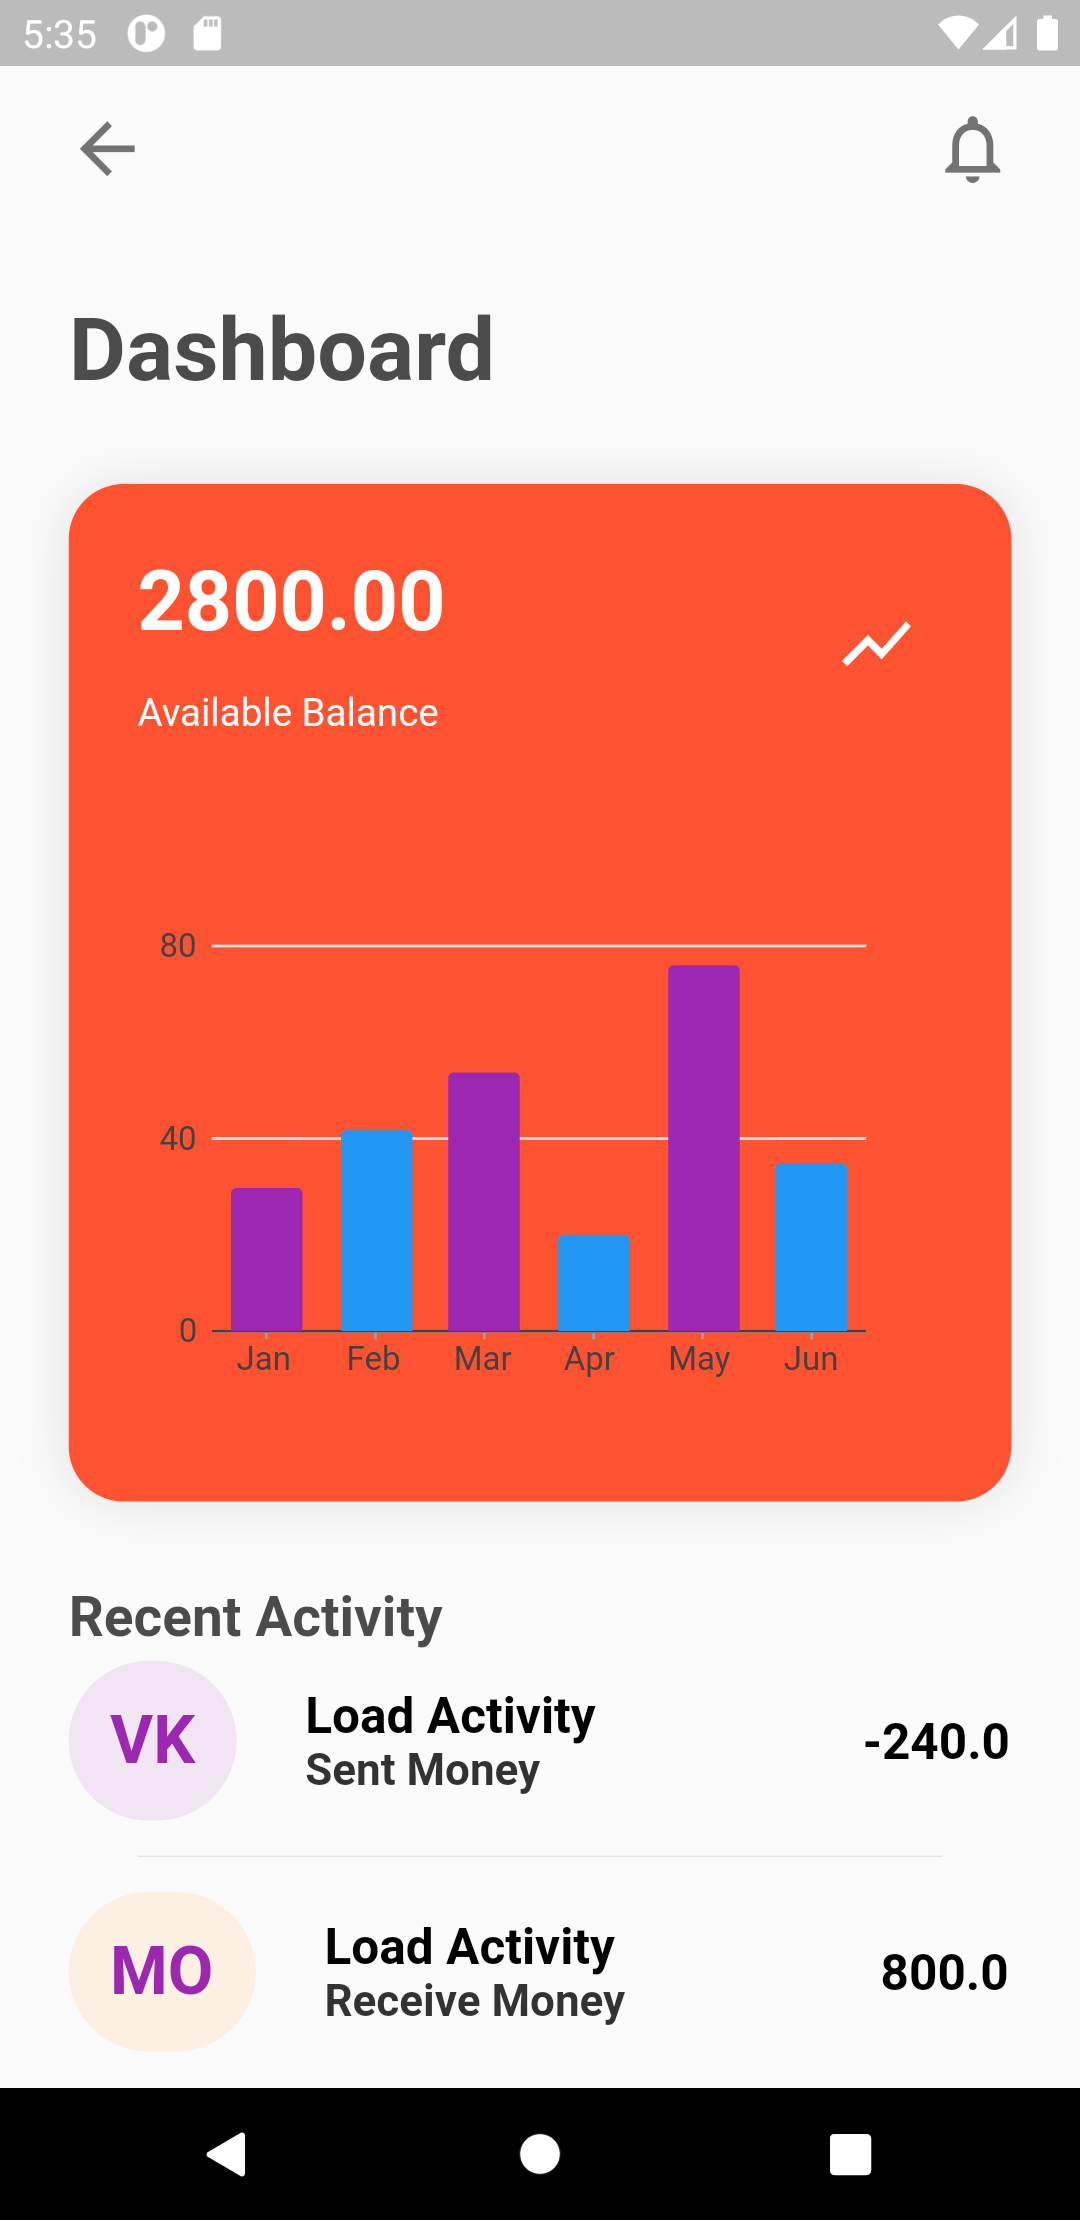 5:35
Dashboard
2800.00
Available Balance
80
40
0
Jan Feb Mar Apr May Jun
Recent Activity
VK
Load Activity
Sent Money
-240.0
MO
Load Activity
Receive Money
800.0